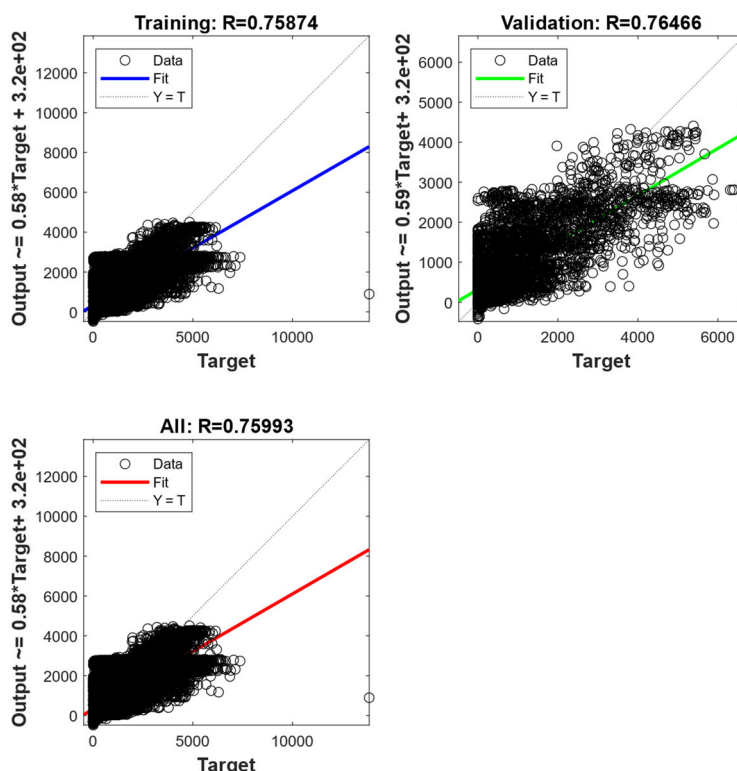 Training: R=0.75874
Output ~= 0.58*Target + 3.2e+02
12000
10000
8000
6000
4000
2000
0
Data
Fit
Y = T
0
5000
10000
Target
Validation: R=0.76466
Output ~= 0.59*Target+ 3.2e+02
6000
5000
4000
3000
2000
1000
0
Data
Fit
Y = T
0
2000
4000
6000
Target
All: R=0.75993
Output ~= 0.58*Target+ 3.2e+02
12000
10000
8000
6000
4000
2000
0
Data
Fit
Y = T
0
5000
10000
Target